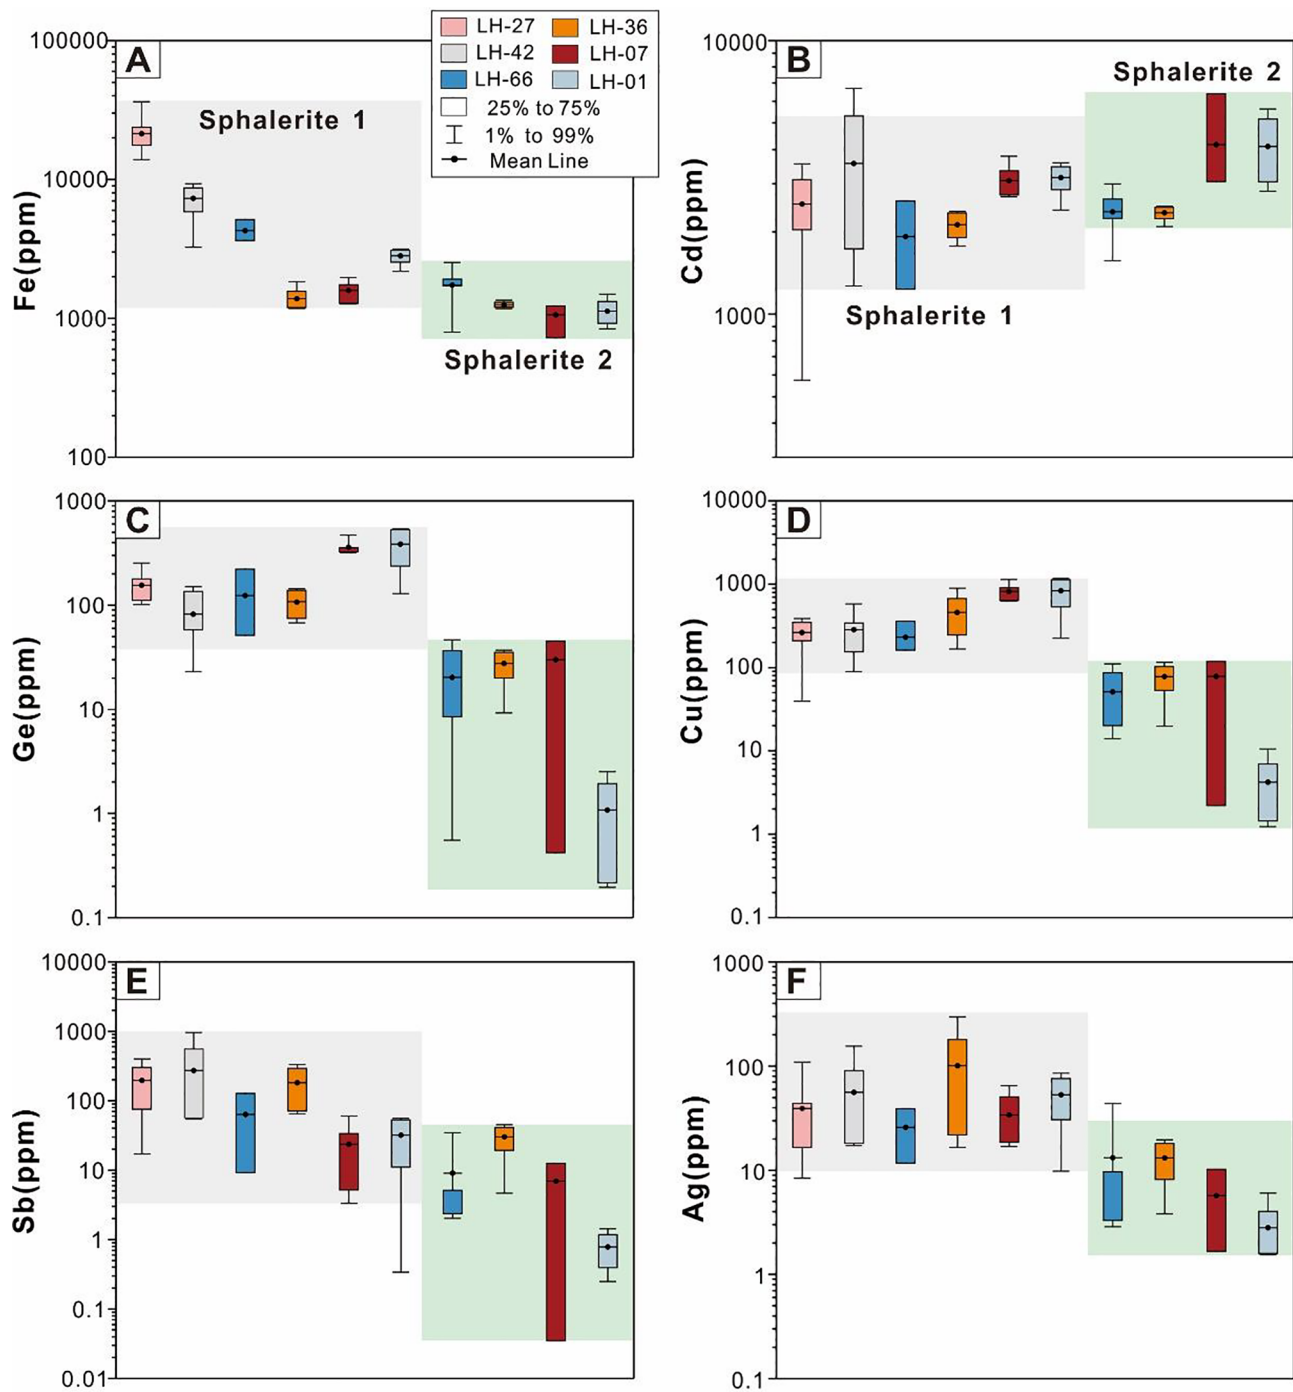 A
100000
10000
1000
100
Fe(ppm)
Sphalerite 1
Sphalerite 2
LH-27 LH-36
LH-42 LH-07
LH-66 LH-01
25% to 75%
1% to 99%
Mean Line
B
10000
1000
Cd(ppm)
Sphalerite 2
Sphalerite 1
C
1000
100
10
1
0.1
Ge(ppm)
D
10000
1000
100
10
1
0.1
Cu(ppm)
E
10000
1000
100
10
1
0.1
0.01
Sb(ppm)
F
1000
100
10
1
0.1
Ag(ppm)